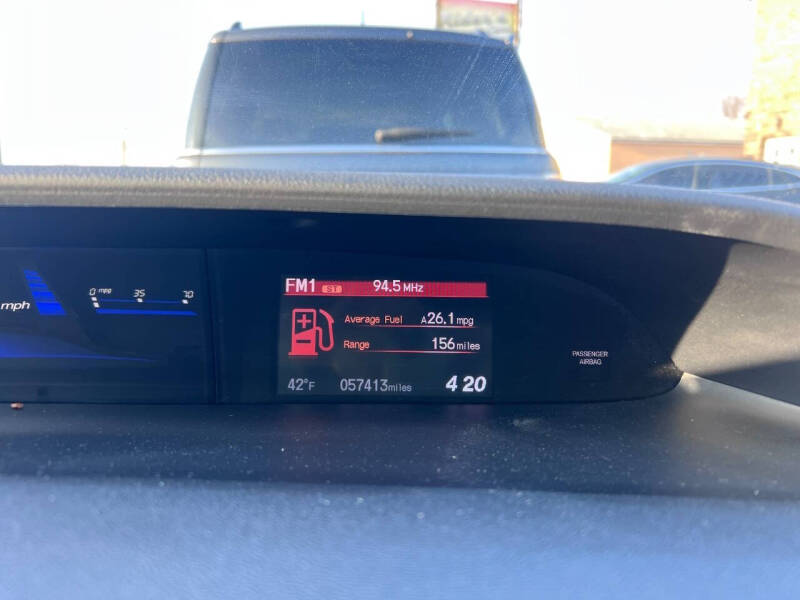 mph
0 mpg 35 70
FM1 ST 94.5 MHz
Average Fuel A26.1 mpg
Range 156 miles
42°F 057413 miles 4 20
PASSENGER
AIRBAG